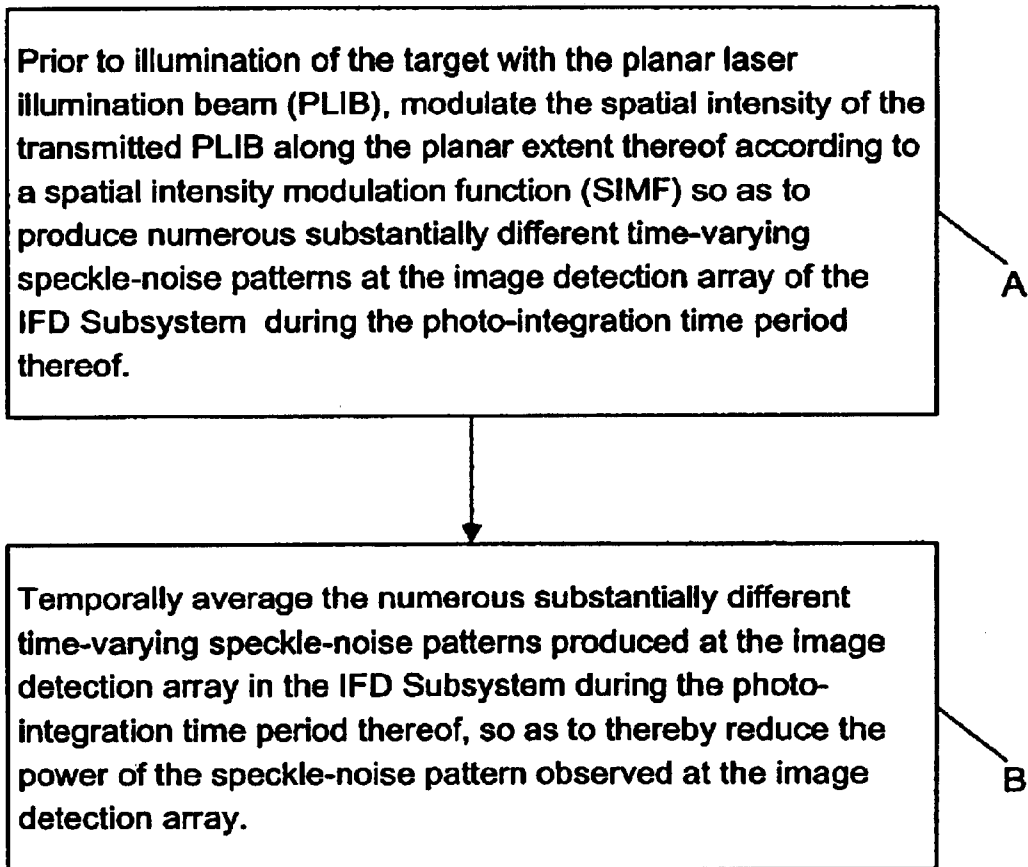 Prior to illumination of the target with the planar laser
illumination beam (PLIB), modulate the spatial intensity of the
transmitted PLIB along the planar extent thereof according to
a spatial intensity modulation function (SIMF) so as to
produce numerous substantially different time-varying
speckle-noise patterns at the image detection array of the
IFD Subsystem during the photo-integration time period
thereof.
A
Temporally average the numerous substantially different
time-varying speckle-noise patterns produced at the image
detection array in the IFD Subsystem during the photo-
integration time period thereof, so as to thereby reduce the
power of the speckle-noise pattern observed at the image
detection array.
B